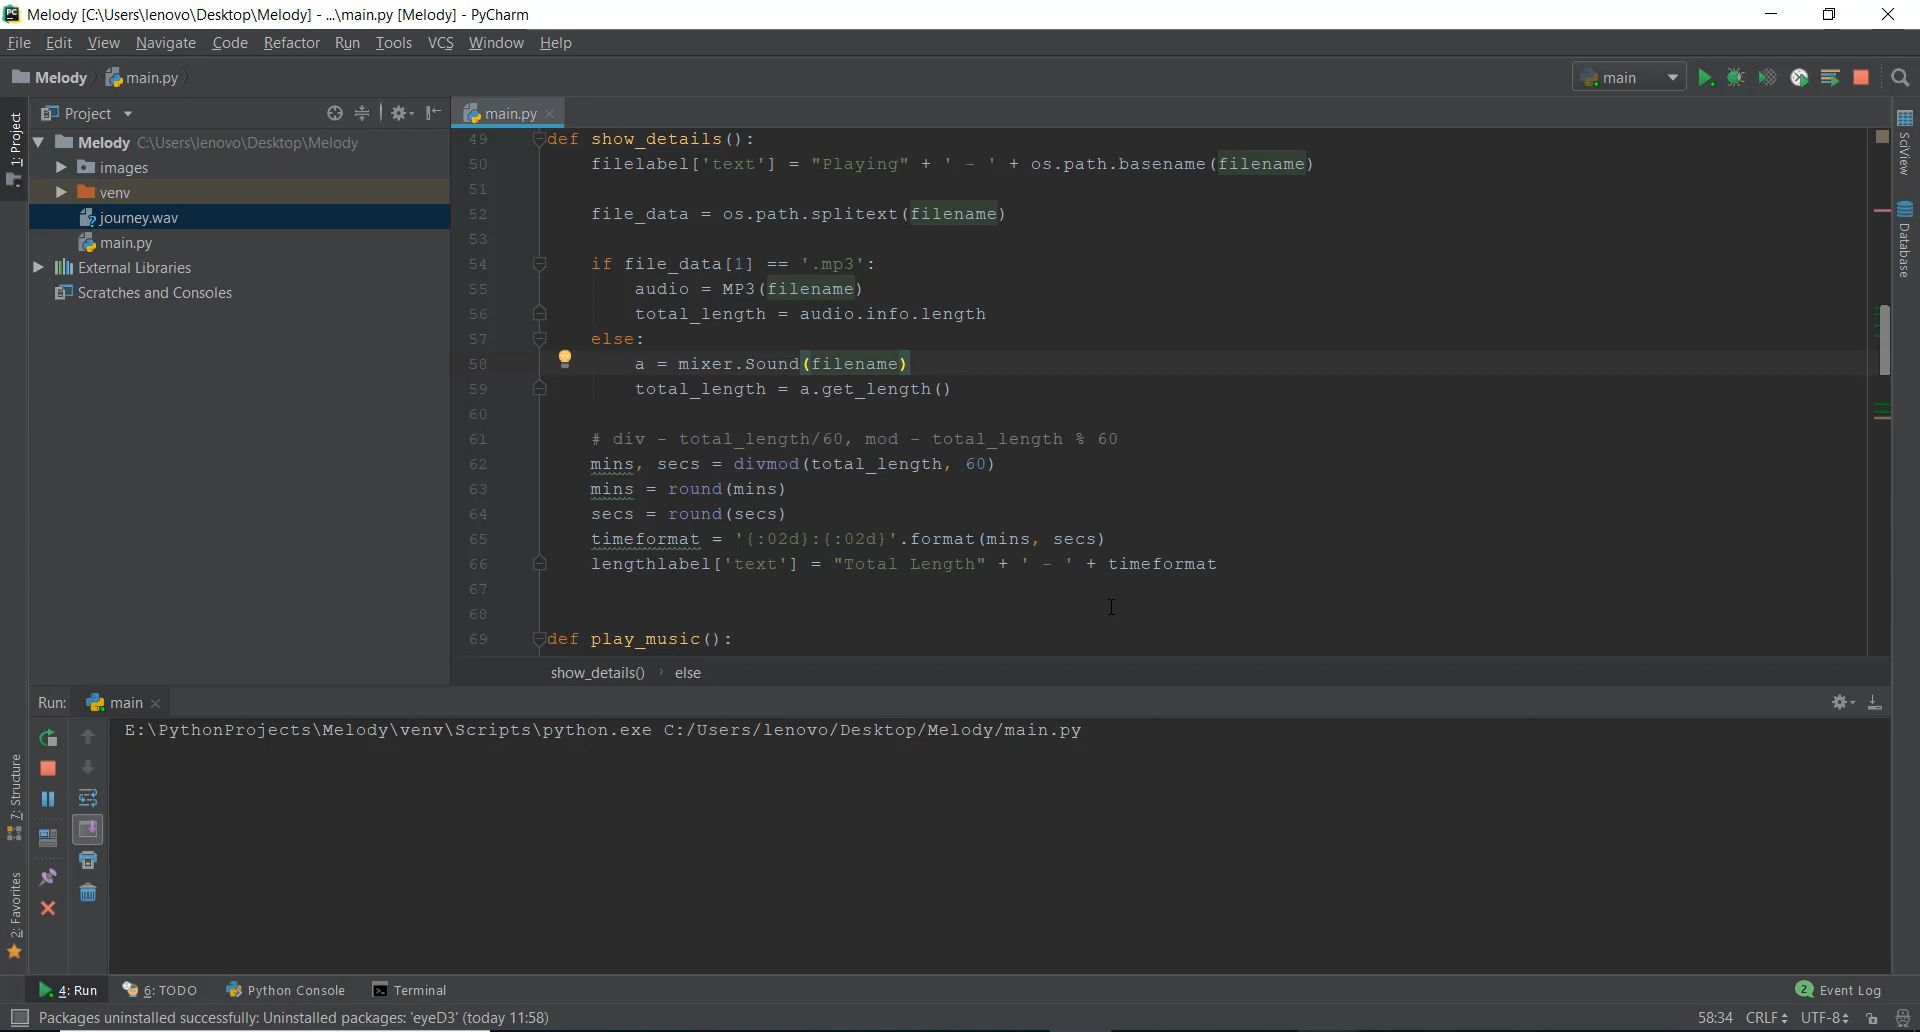 Melody [C:\Users\lenovo\Desktop\Melody] - ...\main.py [Melody] - PyCharm
File Edit View Navigate Code Refactor Run Tools VCS Window Help
Melody main.py
main
Project
main.py
1: Project
Melody C:\Users\lenovo\Desktop\Melody
images
venv
journey.wav
main.py
External Libraries
Scratches and Consoles
49 def show_details():
50 filelabel['text'] = "Playing" + ' - ' + os.path.basename(filename)
51
52 file_data = os.path.splitext(filename)
53
54 if file_data[1] == '.mp3':
55 audio = MP3(filename)
56 total_length = audio.info.length
57 else:
58 a = mixer.Sound(filename)
59 total_length = a.get_length()
60
61 # div - total_length/60, mod - total_length % 60
62 mins, secs = divmod(total_length, 60)
63 mins = round(mins)
64 secs = round(secs)
65 timeformat = '{:02d}:{:02d}'.format(mins, secs)
66 lengthlabel['text'] = "Total Length" + ' - ' + timeformat
67
68
69 def play_music():
show_details() › else
SciView
Database
Run: main
E:\PythonProjects\Melody\venv\Scripts\python.exe C:/Users/lenovo/Desktop/Melody/main.py
7: Structure
2: Favorites
4: Run 6: TODO Python Console Terminal 2 Event Log
Packages uninstalled successfully: Uninstalled packages: 'eyeD3' (today 11:58) 58:34 CRLF UTF-8